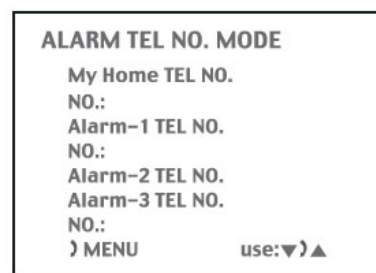 ALARM TEL NO. MODE
My Home TEL NO.
NO.:
Alarm-1 TEL NO.
NO.:
Alarm-2 TEL NO.
Alarm-3 TEL NO.
NO.:
) MENU use:▼)▲